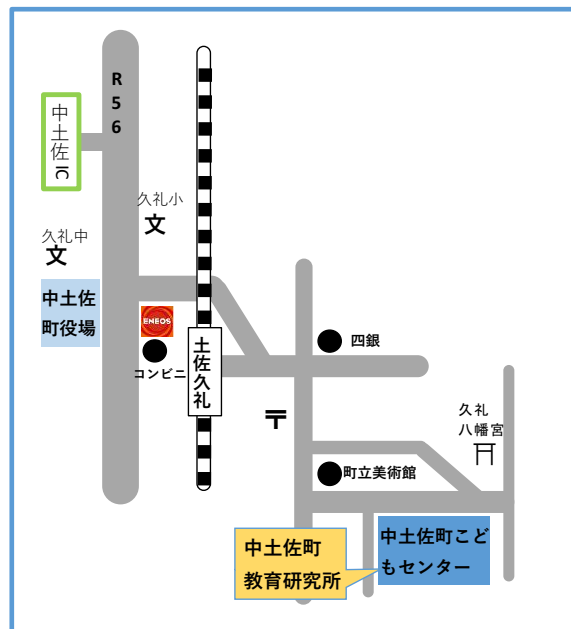 R56
中土佐IC
久礼小
文
久礼中
文
中土佐
町役場
ENEOS
コンビニ
土佐久礼
四銀
〒
久礼
八幡宮
町立美術館
中土佐町
教育研究所
中土佐町こど
もセンター